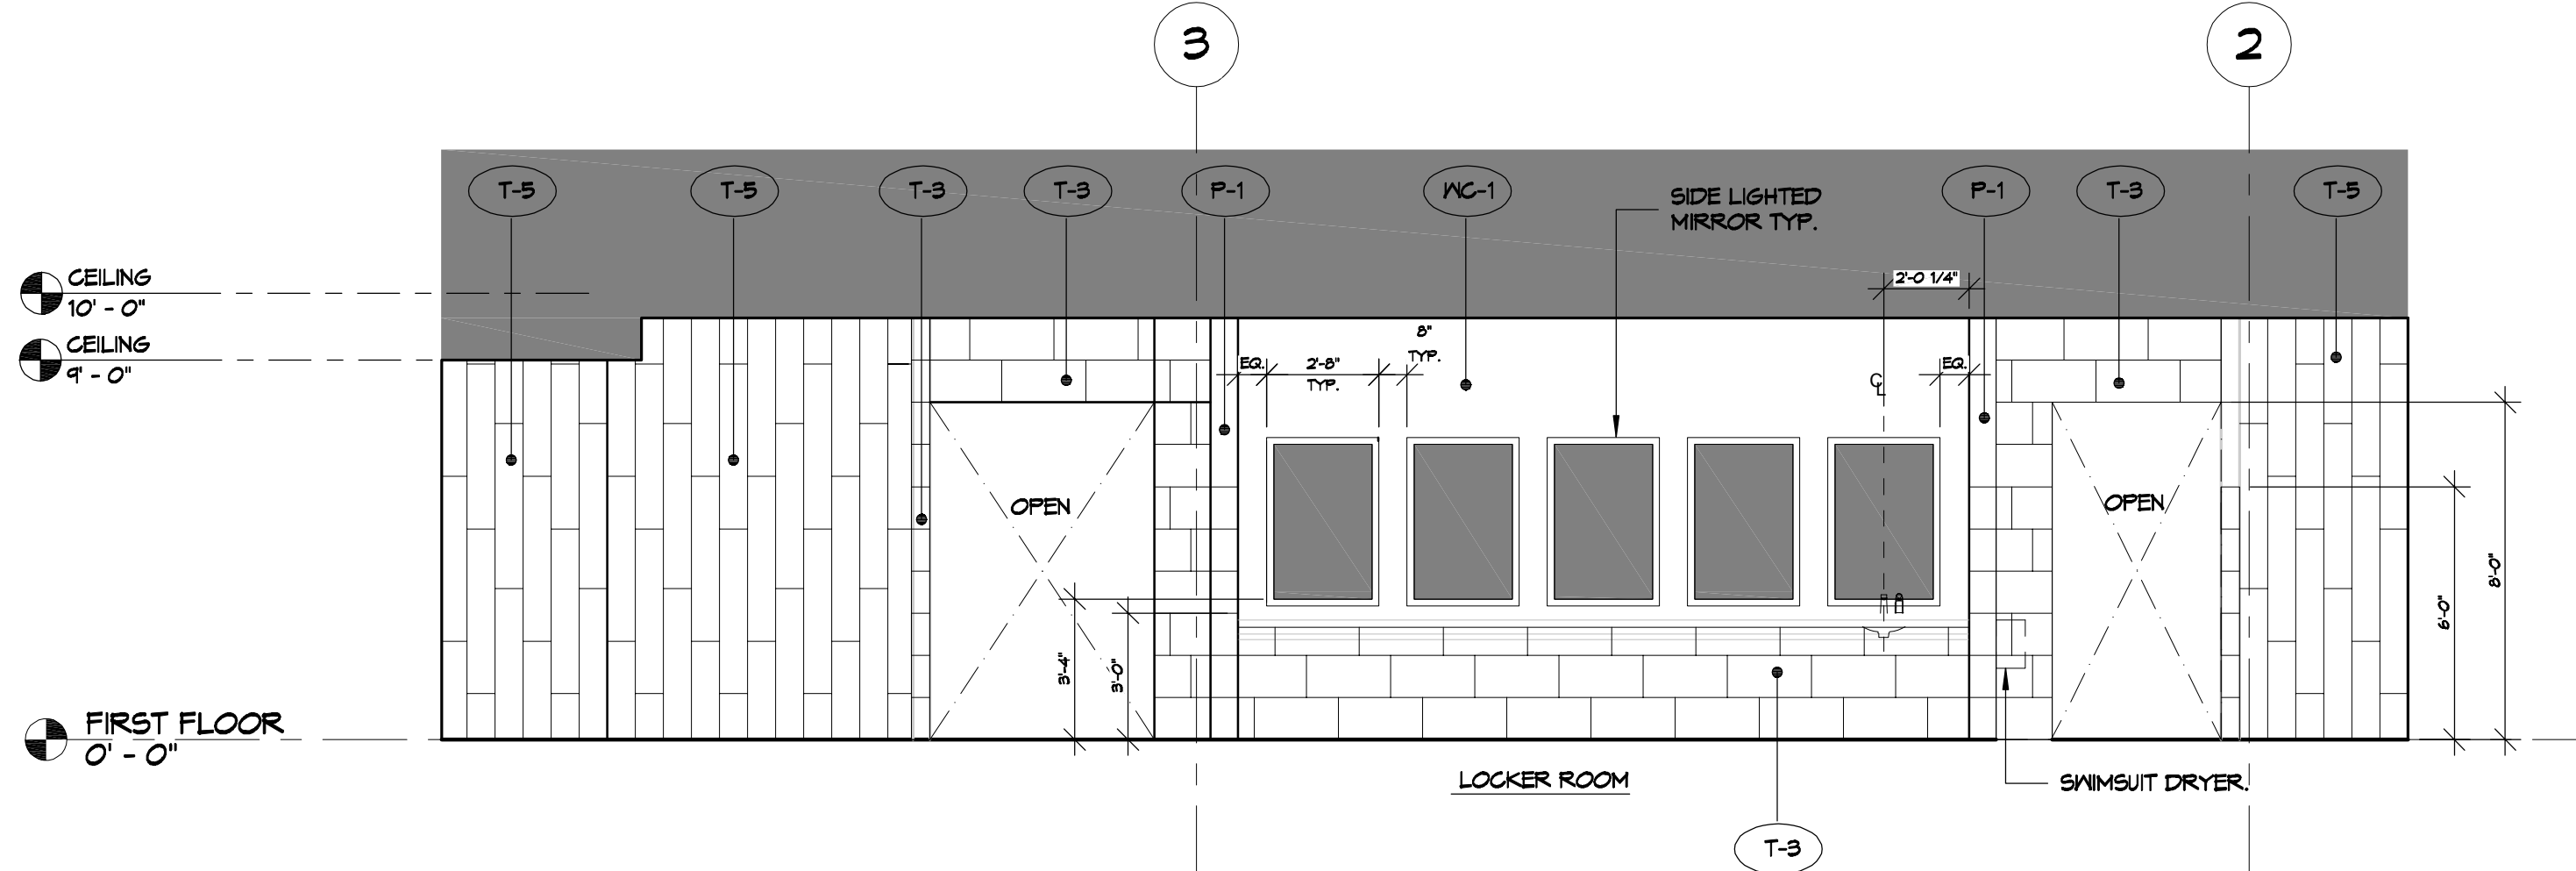 3
2
T-5
T-5
T-3
T-3
P-1
WC-1
SIDE LIGHTED
MIRROR TYP.
P-1
T-3
T-5
CEILING
10' - 0"
2'-0 1/4"
CEILING
9' - 0"
EQ.
2'-8"
TYP.
8"
TYP.
EQ.
CL
OPEN
OPEN
8'-0"
6'-0"
3'-4"
3'-0"
FIRST FLOOR
0' - 0"
LOCKER ROOM
SWIMSUIT DRYER.
T-3